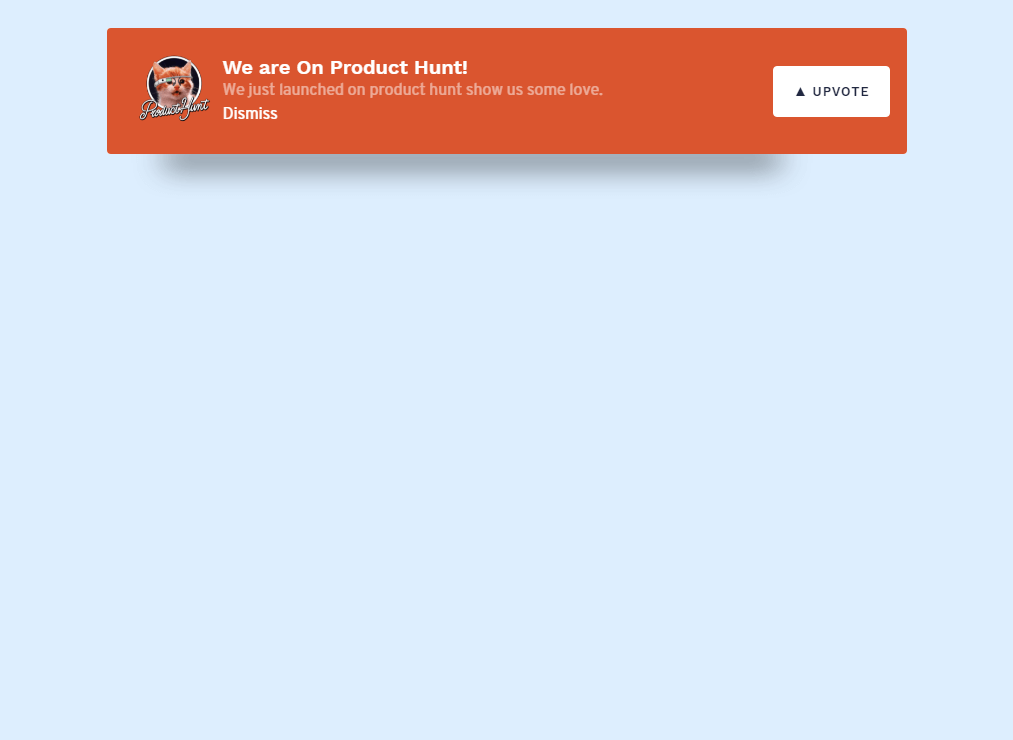 We are On Product Hunt!
We just launched on product hunt show us some love.
Dismiss
▲ UPVOTE
Product Hunt